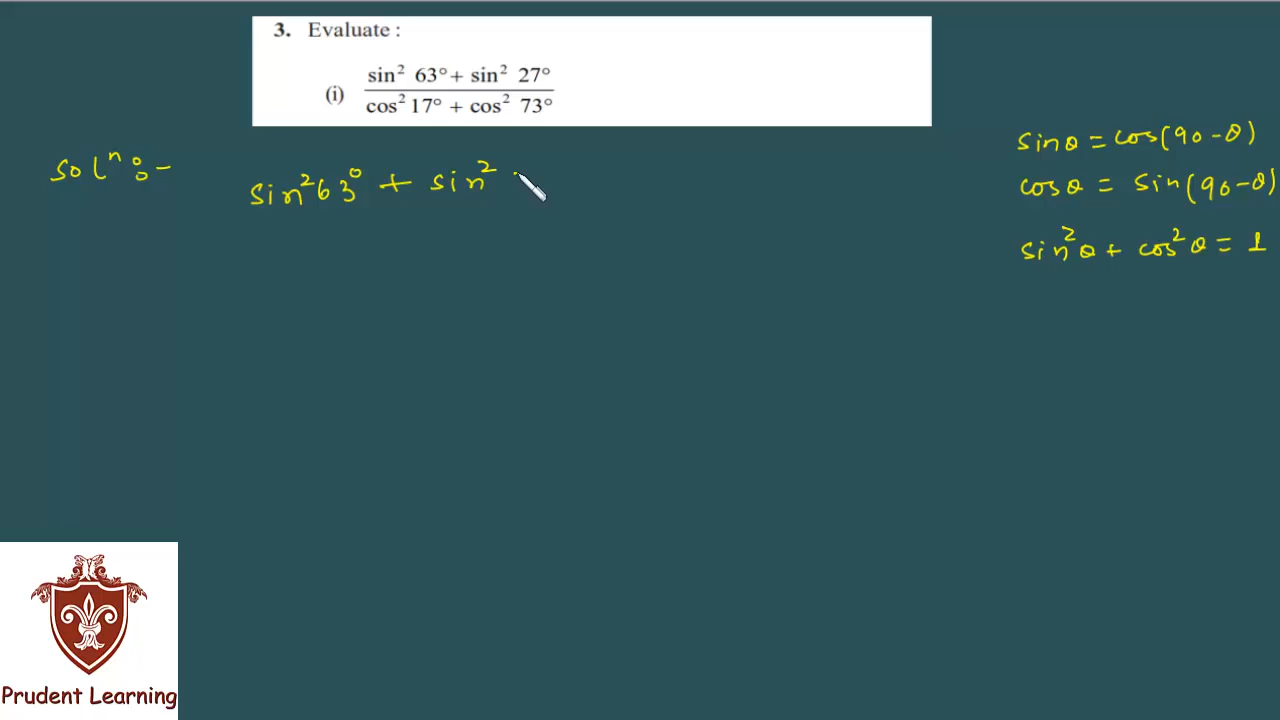 3. Evaluate :
(i) sin² 63° + sin² 27°
cos² 17° + cos² 73°
solⁿ :- sin²63° + sin²
sinθ = cos(90-θ)
cosθ = sin(90-θ)
sin²θ + cos²θ = 1
Prudent Learning